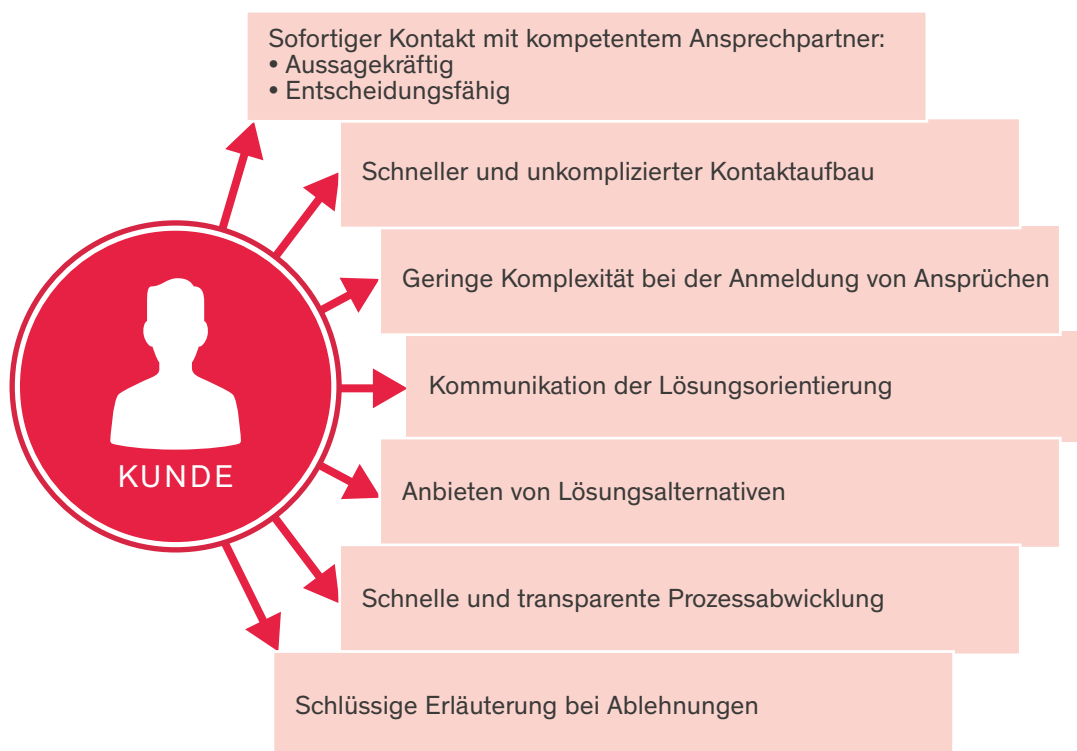 Sofortiger Kontakt mit kompetentem Ansprechpartner:
• Aussagekräftig
• Entscheidungsfähig
Schneller und unkomplizierter Kontaktaufbau
Geringe Komplexität bei der Anmeldung von Ansprüchen
Kommunikation der Lösungsorientierung
KUNDE
Anbieten von Lösungsalternativen
Schnelle und transparente Prozessabwicklung
Schlüssige Erläuterung bei Ablehnungen